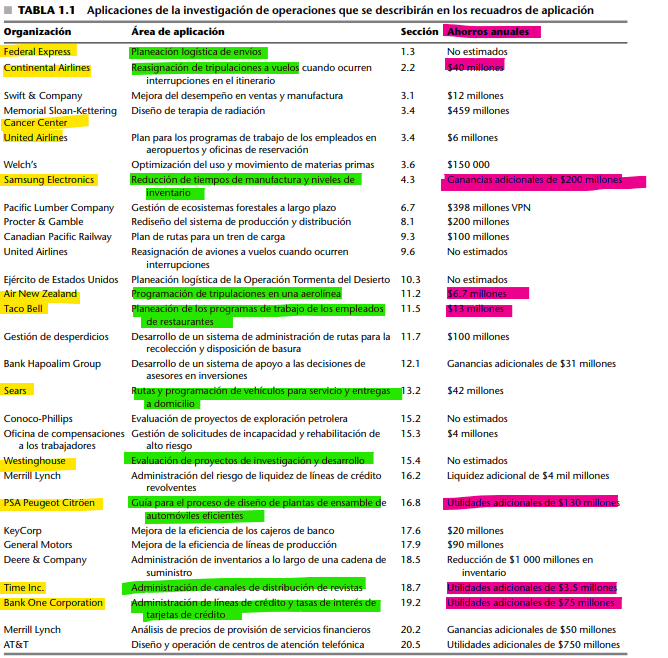 TABLA 1.1 Aplicaciones de la investigación de operaciones que se describirán en los recuadros de aplicación
Organización Área de aplicación Sección Ahorros anuales
Federal Express Planeación logística de envíos 1.3 No estimados
Continental Airlines Reasignación de tripulaciones a vuelos cuando ocurren 2.2 $40 millones
interrupciones en el itinerario
Swift & Company Mejora del desempeño en ventas y manufactura 3.1 $12 millones
Memorial Sloan-Kettering Diseño de terapia de radiación 3.4 $459 millones
Cancer Center
United Airlines Plan para los programas de trabajo de los empleados en 3.4 $6 millones
aeropuertos y oficinas de reservación
Welch's Optimización del uso y movimiento de materias primas 3.6 $150 000
Samsung Electronics Reducción de tiempos de manufactura y niveles de 4.3 Ganancias adicionales de $200 millones
inventario
Pacific Lumber Company Gestión de ecosistemas forestales a largo plazo 6.7 $398 millones VPN
Procter & Gamble Rediseño del sistema de producción y distribución 8.1 $200 millones
Canadian Pacific Railway Plan de rutas para un tren de carga 9.3 $100 millones
United Airlines Reasignación de aviones a vuelos cuando ocurren 9.6 No estimados
interrupciones
Ejército de Estados Unidos Planeación logística de la Operación Tormenta del Desierto 10.3 No estimados
Air New Zealand Programación de tripulaciones en una aerolínea 11.2 $6.7 millones
Taco Bell Planeación de los programas de trabajo de los empleados 11.5 $13 millones
de restaurantes
Gestión de desperdicios Desarrollo de un sistema de administración de rutas para la 11.7 $100 millones
recolección y disposición de basura
Bank Hapoalim Group Desarrollo de un sistema de apoyo a las decisiones de 12.1 Ganancias adicionales de $31 millones
asesores en inversiones
Sears Rutas y programación de vehículos para servicio y entregas 13.2 $42 millones
a domicilio
Conoco-Phillips Evaluación de proyectos de exploración petrolera 15.2 No estimados
Oficina de compensaciones Gestión de solicitudes de incapacidad y rehabilitación de 15.3 $4 millones
a los trabajadores alto riesgo
Westinghouse Evaluación de proyectos de investigación y desarrollo 15.4 No estimados
Merrill Lynch Administración del riesgo de liquidez de líneas de crédito 16.2 Liquidez adicional de $4 mil millones
revolventes
PSA Peugeot Citröen Guía para el proceso de diseño de plantas de ensamble de 16.8 Utilidades adicionales de $130 millones
automóviles eficientes
KeyCorp Mejora de la eficiencia de los cajeros de banco 17.6 $20 millones
General Motors Mejora de la eficiencia de líneas de producción 17.9 $90 millones
Deere & Company Administración de inventarios a lo largo de una cadena de 18.5 Reducción de $1 000 millones en
suministro inventario
Time Inc. Administración de canales de distribución de revistas 18.7 Utilidades adicionales de $3.5 millones
Bank One Corporation Administración de líneas de crédito y tasas de interés de 19.2 Utilidades adicionales de $75 millones
tarjetas de crédito
Merrill Lynch Análisis de precios de provisión de servicios financieros 20.2 Ganancias adicionales de $50 millones
AT&T Diseño y operación de centros de atención telefónica 20.5 Utilidades adicionales de $750 millones